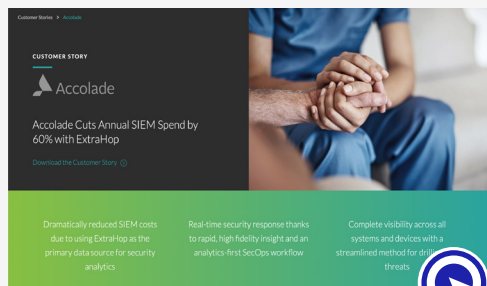 Customer Stories > Accolade
CUSTOMER STORY
Accolade
Accolade Cuts Annual SIEM Spend by
60% with ExtraHop
Download the Customer Story
Dramatically reduced SIEM costs
due to using ExtraHop as the
primary data source for security
analytics
Real-time security response thanks
to rapid, high fidelity insight and an
analytics-first SecOps workflow
Complete visibility across all
systems and devices with a
streamlined method for
threats